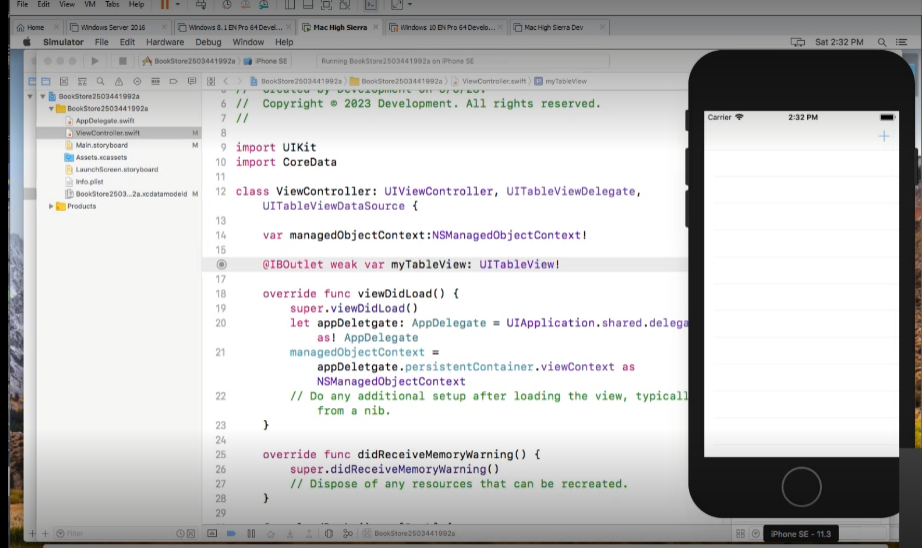 File Edit View VM Tabs Help
Home Windows Server 2016 Windows 8.1 EN Pro 64 Devel... Mac High Sierra Windows 10 EN Pro 64-Develo... Mac High Sierra Dev
Simulator File Edit Hardware Debug Window Help Sat 2:32 PM
BookStore2503441992a iPhone SE Running BookStore2503441992a on iPhone SE
BookStore2503441992a BookStore2503441992a ViewController.swift myTableView
BookStore2503441992a
BookStore2503441992a
AppDelegate.swift
ViewController.swift M
Main.storyboard M
Assets.xcassets
LaunchScreen.storyboard
Info.plist
BookStore2503...2a.xcdatamodeld M
Products
6 // Copyright © 2023 Development. All rights reserved.
7 //
8
9 import UIKit
10 import CoreData
11
12 class ViewController: UIViewController, UITableViewDelegate,
UITableViewDataSource {
13
14 var managedObjectContext:NSManagedObjectContext!
15
@IBOutlet weak var myTableView: UITableView!
17
18 override func viewDidLoad() {
19 super.viewDidLoad()
20 let appDeletgate: AppDelegate = UIApplication.shared.delega
as! AppDelegate
21 managedObjectContext =
appDeletgate.persistentContainer.viewContext as
NSManagedObjectContext
22 // Do any additional setup after loading the view, typicall
from a nib.
23 }
24
25 override func didReceiveMemoryWarning() {
26 super.didReceiveMemoryWarning()
27 // Dispose of any resources that can be recreated.
28 }
29
Filter
BookStore2503441992a
Carrier 2:32 PM
+
iPhone SE - 11.3